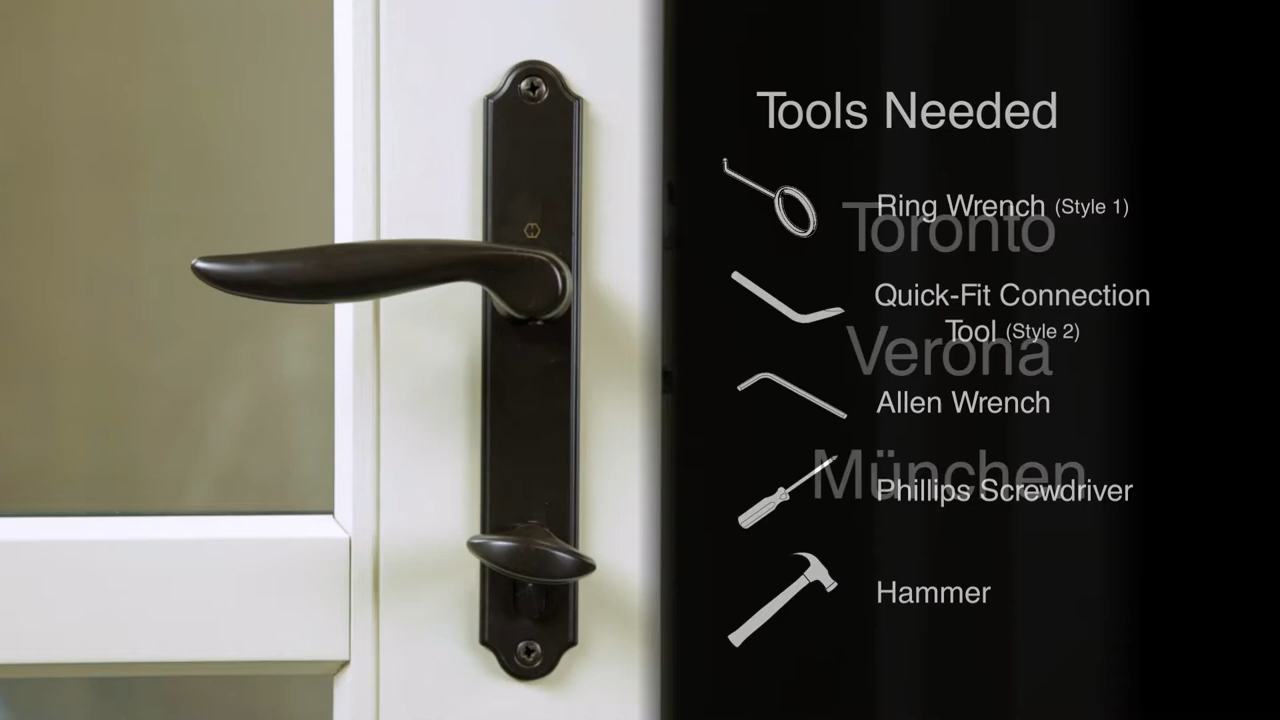 Tools Needed
Ring Wrench (Style 1)
Toronto
Quick-Fit Connection
Tool (Style 2)
Verona
Allen Wrench
München
Phillips Screwdriver
Hammer